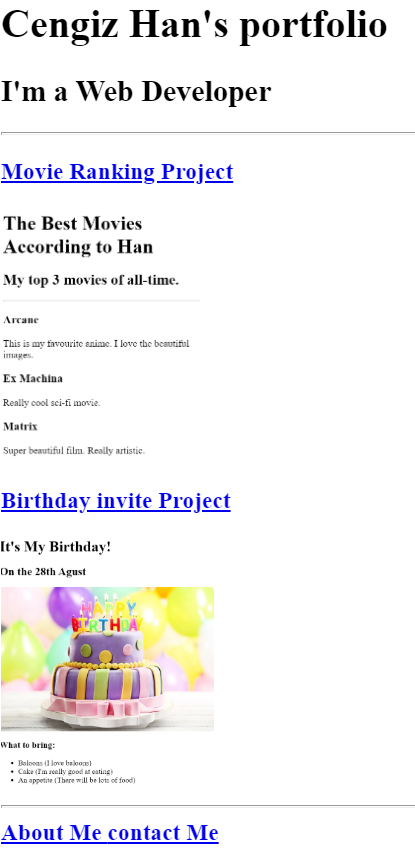 Cengiz Han's portfolio
I'm a Web Developer
Movie Ranking Project
The Best Movies
According to Han
My top 3 movies of all-time.
Arcane
This is my favourite anime. I love the beautiful
images.
Ex Machina
Really cool sci-fi movie.
Matrix
Super beautiful film. Really artistic.
Birthday invite Project
It's My Birthday!
On the 28th Agust
HAPPY
BIRTHDAY
What to bring:
Baloons (I love baloons)
Cake (I'm really good at eating)
An appetite (There will be lots of food)
About Me contact Me